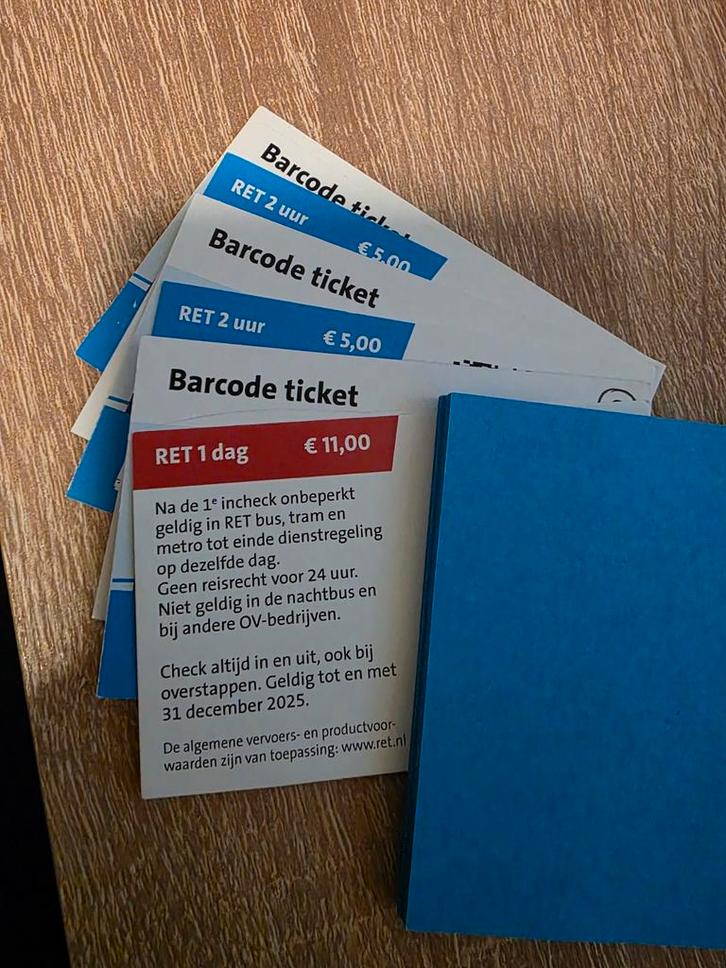 Barcode ticket
RET 2 uur
€ 5,00
Barcode ticket
RET 2 uur
€ 5,00
Barcode ticket
RET 1 dag
€ 11,00
Na de 1ᵉ incheck onbeperkt
geldig in RET bus, tram en
metro tot einde dienstregeling
op dezelfde dag.
Geen reisrecht voor 24 uur.
Niet geldig in de nachtbus en
bij andere OV-bedrijven.
Check altijd in en uit, ook bij
overstappen. Geldig tot en met
31 december 2025.
De algemene vervoers- en productvoor-
waarden zijn van toepassing: www.ret.nl